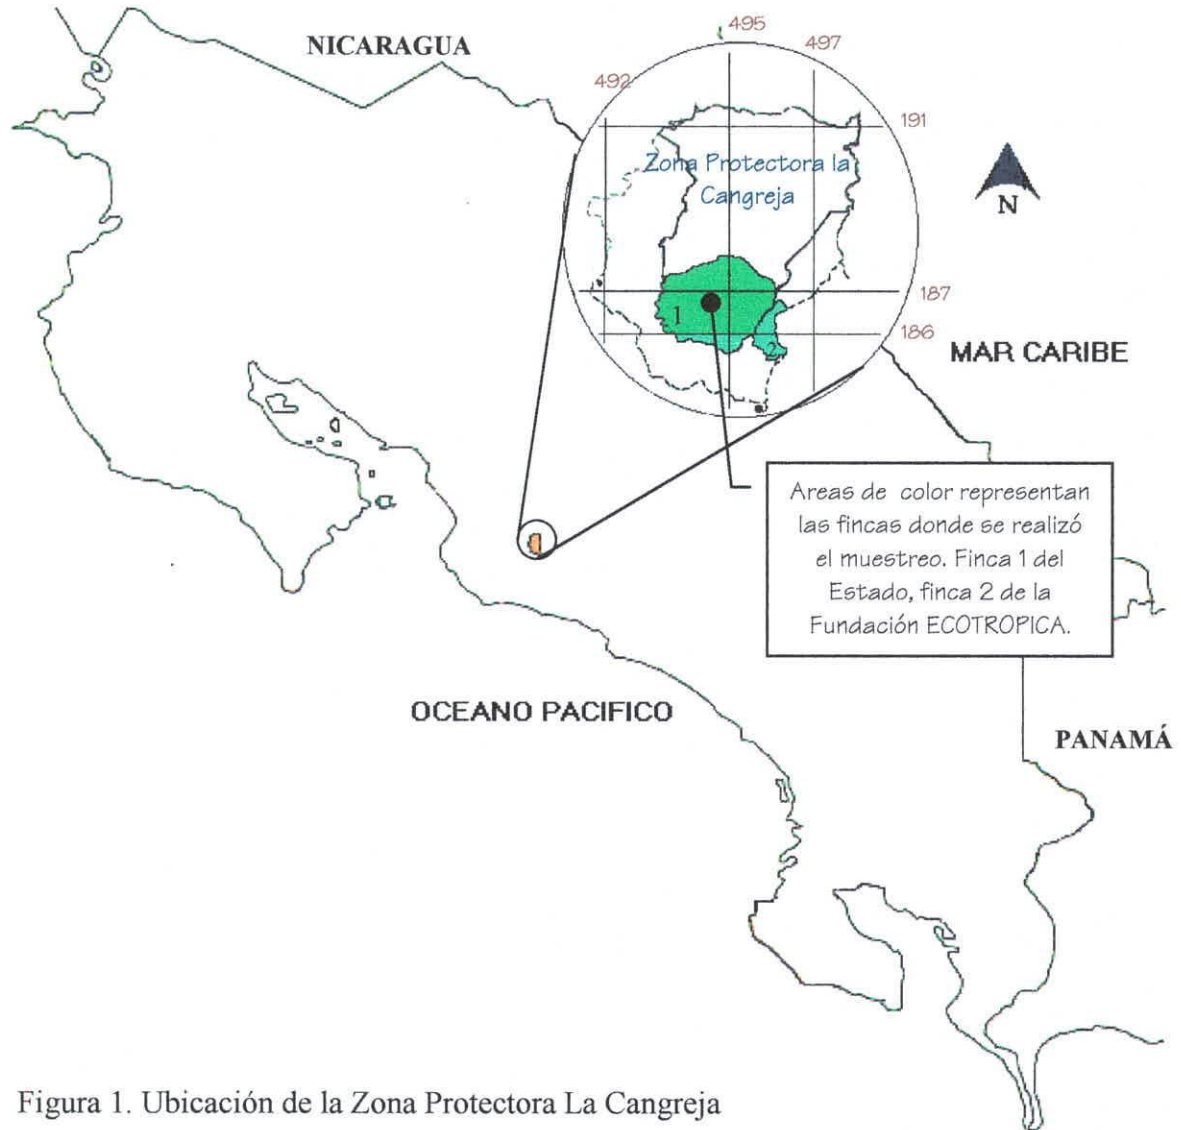 NICARAGUA
495
497
492
191
Zona Protectora la
Cangreja
N
1
187
186
2
MAR CARIBE
Areas de color representan
las fincas donde se realizó
el muestreo. Finca 1 del
Estado, finca 2 de la
Fundación ECOTROPICA.
OCEANO PACIFICO
PANAMÁ
Figura 1. Ubicación de la Zona Protectora La Cangreja